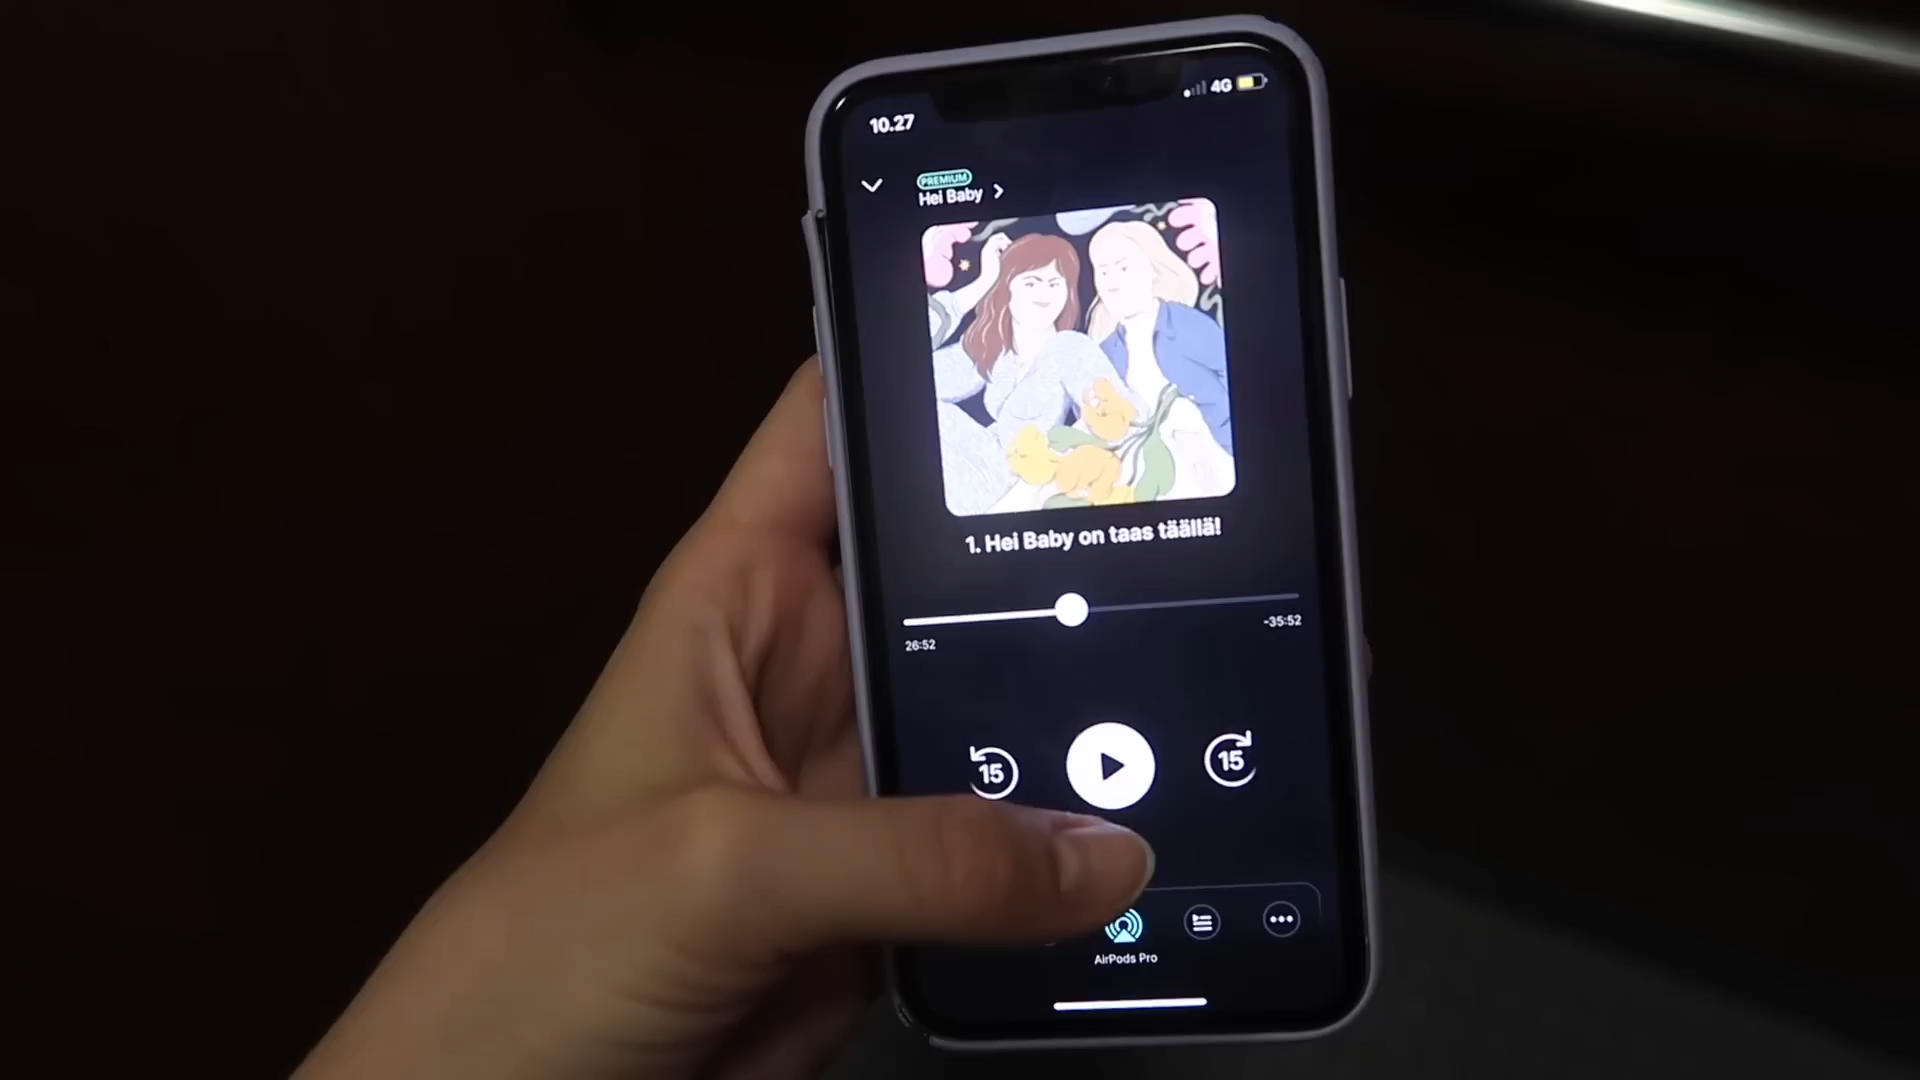 10.27
4G
PREMIUM
Hei Baby
1. Hei Baby on taas täällä!
26:52
-35:52
15
15
AirPods Pro